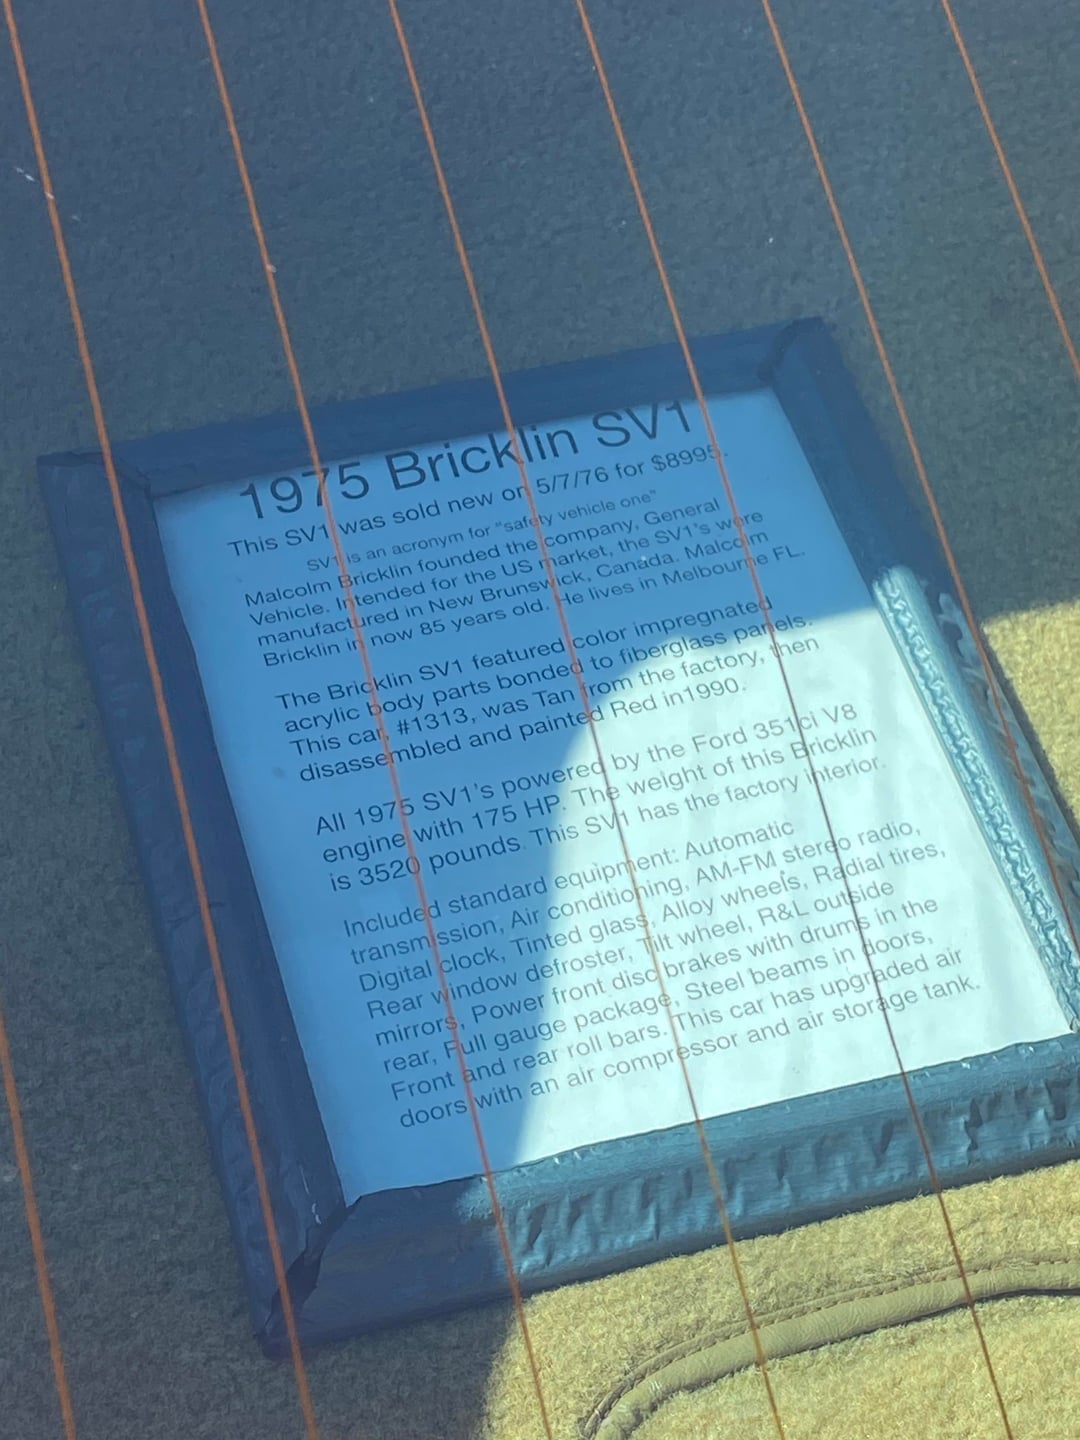 1975 Bricklin SV1
This SV1 was sold new on 5/7/76 for $8995.
SV1 is an acronym for "safety vehicle one"
Malcolm Bricklin founded the company, General
Vehicle. Intended for the US market, the SV1's were
manufactured in New Brunswick, Canada. Malcolm
Bricklin in now 85 years old. He lives in Melbourne FL.
The Bricklin SV1 featured color impregnated
acrylic body parts bonded to fiberglass panels.
This car, #1313, was Tan from the factory, then
disassembled and painted Red in1990.
All 1975 SV1's powered by the Ford 351ci V8
engine with 175 HP. The weight of this Bricklin
is 3520 pounds. This SV1 has the factory interior.
Included standard equipment: Automatic
transmission, Air conditioning, AM-FM stereo radio,
Digital clock, Tinted glass, Alloy wheels, Radial tires,
Rear window defroster, Tilt wheel, R&L outside
mirrors, Power front disc brakes with drums in the
rear, Full gauge package, Steel beams in doors,
Front and rear roll bars. This car has upgraded air
doors with an air compressor and air storage tank.